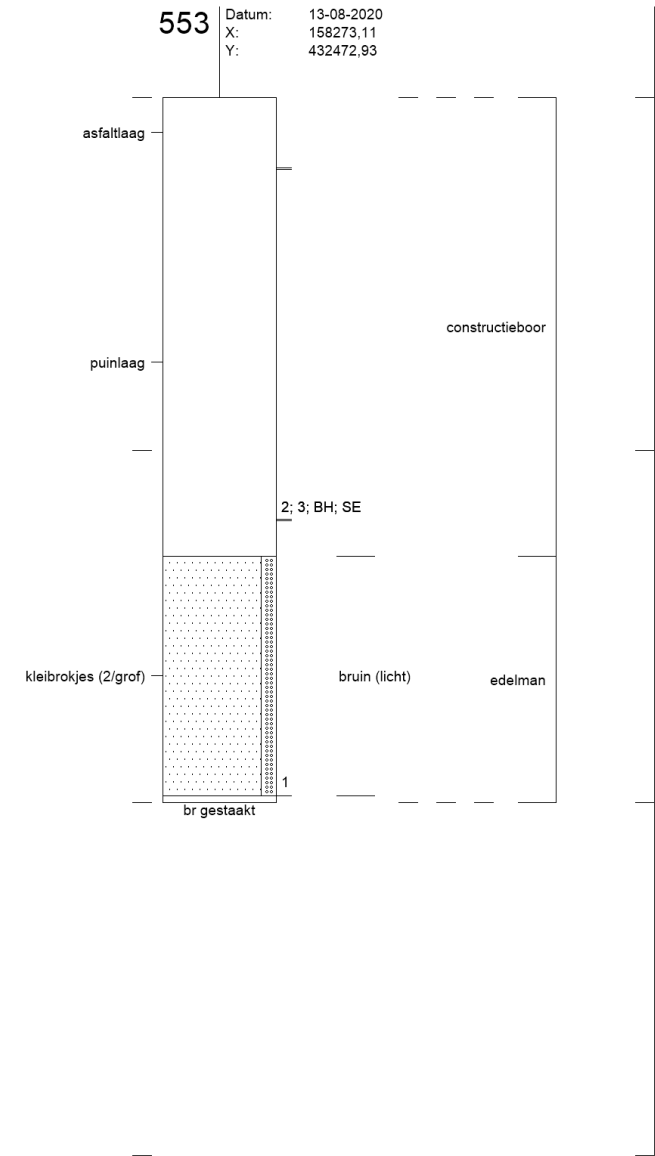 553
Datum: 13-08-2020
X: 158273,11
Y: 432472,93
asfaltlaag
constructieboor
puinlaag
2; 3; BH; SE
kleibrokjes (2/grof)
bruin (licht)
edelman
1
br gestaakt